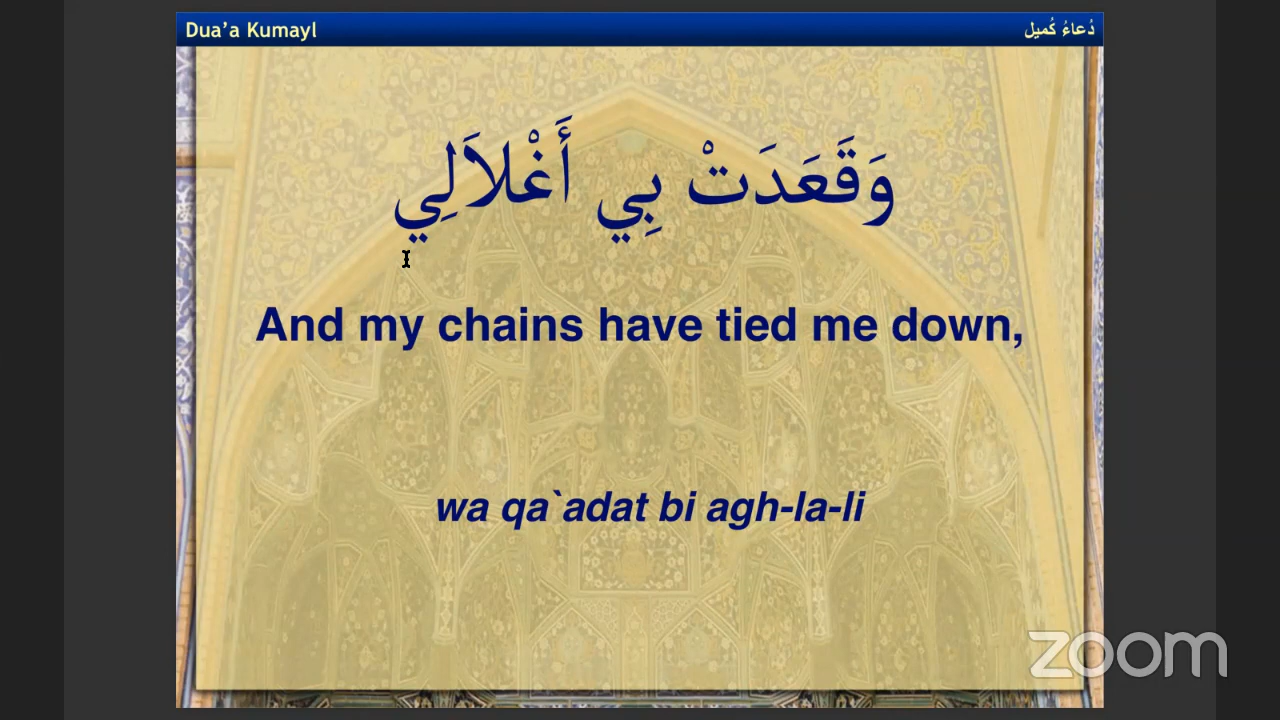 Dua’a Kumayl
دُعاءُ كُميل
وَقَعَدَتْ بِي أَغْلاَلِي
And my chains have tied me down,
wa qa`adat bi agh-la-li
zoom